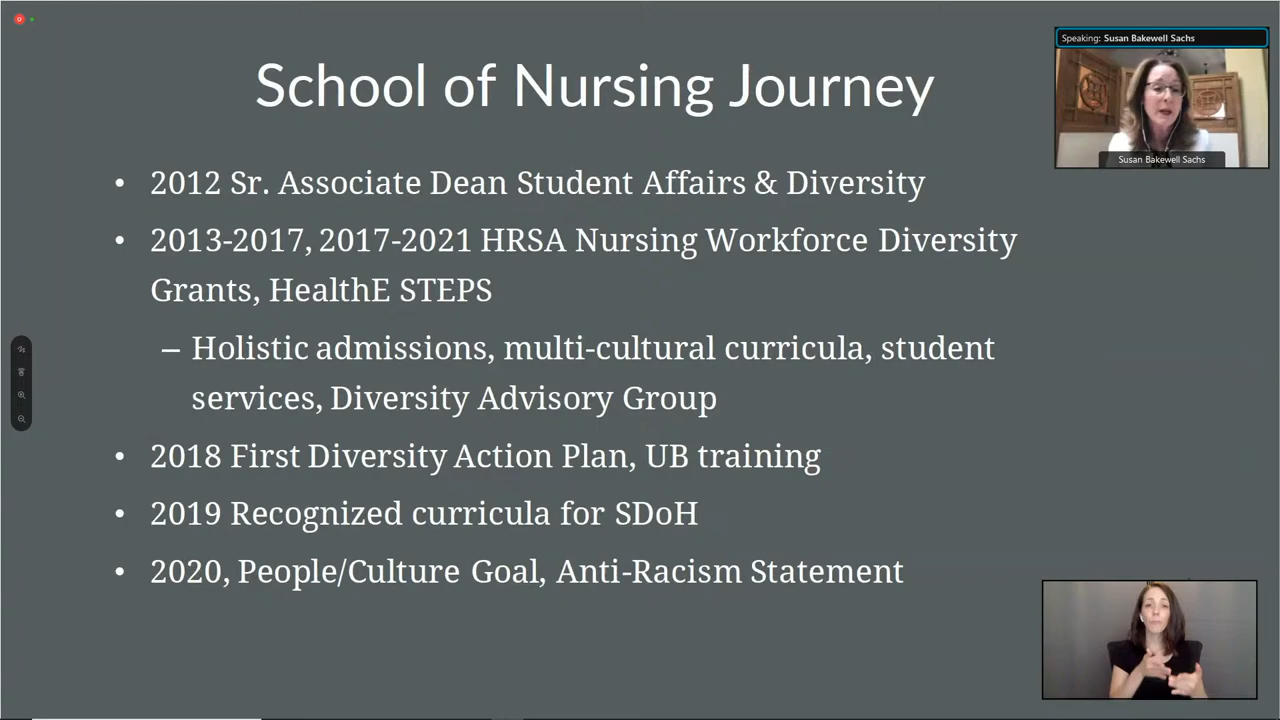 School of Nursing Journey
Speaking: Susan Bakewell Sachs
Susan Bakewell Sachs
• 2012 Sr. Associate Dean Student Affairs & Diversity
• 2013-2017, 2017-2021 HRSA Nursing Workforce Diversity
Grants, HealthE STEPS
– Holistic admissions, multi-cultural curricula, student
services, Diversity Advisory Group
• 2018 First Diversity Action Plan, UB training
• 2019 Recognized curricula for SDoH
• 2020, People/Culture Goal, Anti-Racism Statement